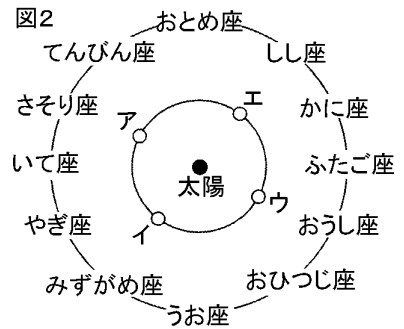 図2
おとめ座
てんびん座
しし座
さそり座
かに座
ア
エ
いて座
太陽
ふたご座
やぎ座
イ
ウ
おうし座
みずがめ座
おひつじ座
うお座